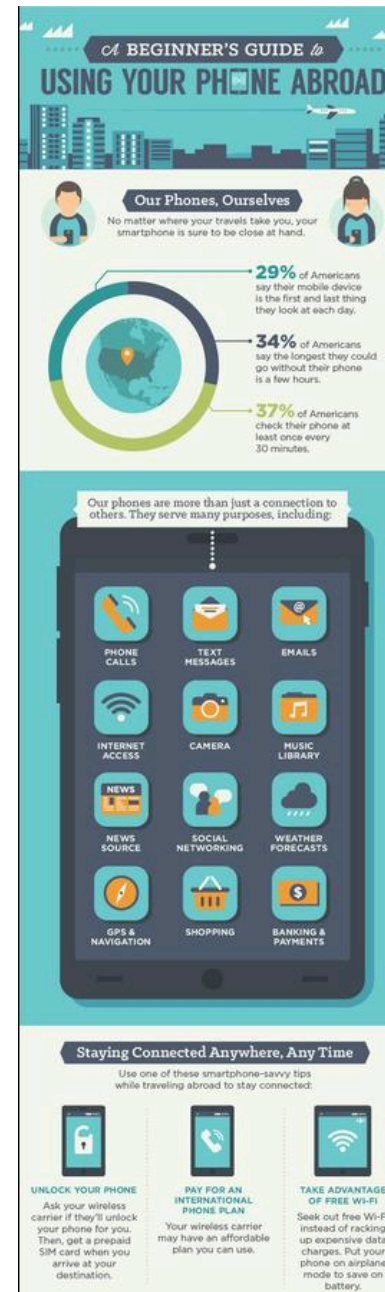 A BEGINNER'S GUIDE to
USING YOUR PHONE ABROAD
Our Phones, Ourselves
No matter where your travels take you, your
smartphone is sure to be close at hand.
29% of Americans
say their mobile device
is the first and last thing
they look at each day.
34% of Americans
say the longest they could
go without their phone
is a few hours.
37% of Americans
check their phone at
least once every
30 minutes.
Our phones are more than just a connection to
others. They serve many purposes, including:
PHONE
CALLS
TEXT
MESSAGES
@
EMAILS
INTERNET
ACCESS
CAMERA
MUSIC
LIBRARY
NEWS
NEWS
SOURCE
SOCIAL
NETWORKING
WEATHER
FORECASTS
GPS &
NAVIGATION
SHOPPING
$
BANKING &
PAYMENTS
Staying Connected Anywhere, Any Time
Use one of these smartphone-savvy tips
while traveling abroad to stay connected:
UNLOCK YOUR PHONE
Ask your wireless
carrier if they'll unlock
your phone for you.
Then, get a prepaid
SIM card when you
arrive at your
destination.
PAY FOR AN
INTERNATIONAL
PHONE PLAN
Your wireless carrier
may have an affordable
plan you can use.
TAKE ADVANTAGE
OF FREE WI-FI
Seek out free Wi-Fi
instead of racking
up expensive data
charges. Put your
phone on airplane
mode to save on
battery.